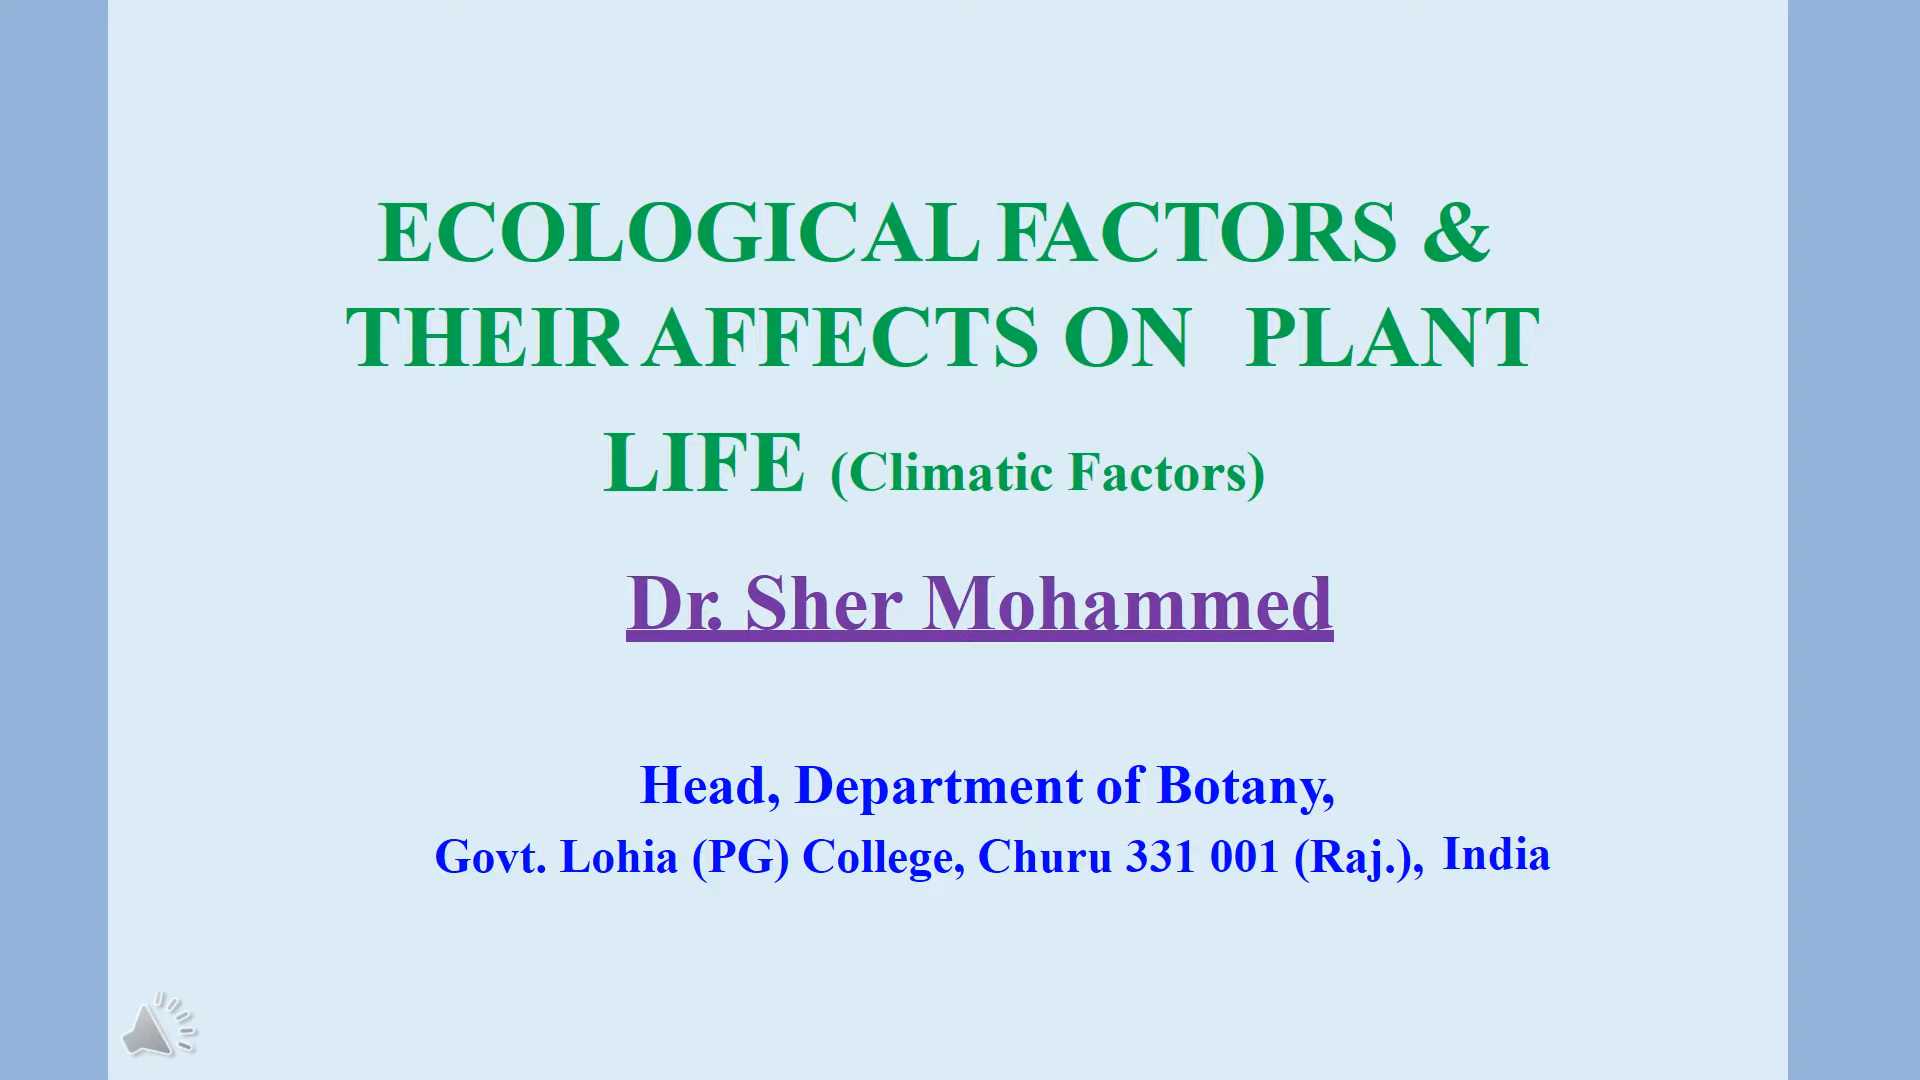 ECOLOGICAL FACTORS &
THEIR AFFECTS ON PLANT
LIFE (Climatic Factors)
Dr. Sher Mohammed
Head, Department of Botany,
Govt. Lohia (PG) College, Churu 331 001 (Raj.), India